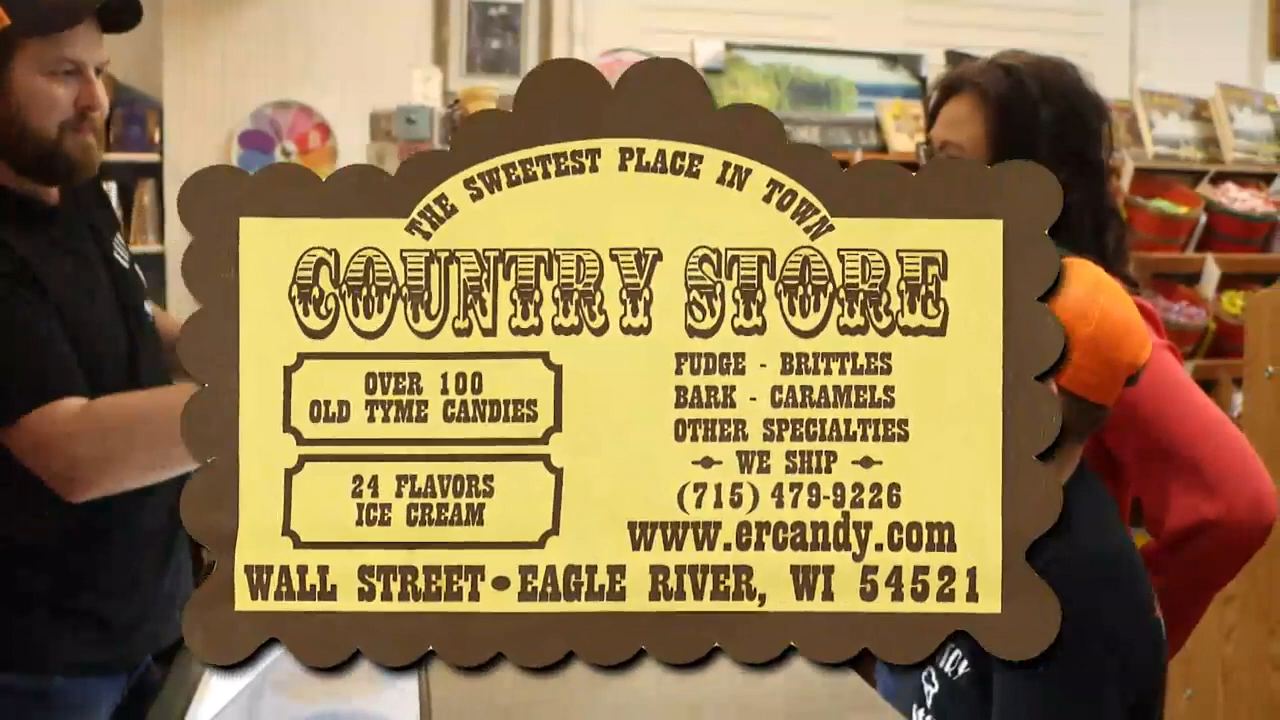 THE SWEETEST PLACE IN TOWN
COUNTRY STORE
OVER 100
OLD TYME CANDIES
24 FLAVORS
ICE CREAM
FUDGE - BRITTLES
BARK - CARAMELS
OTHER SPECIALTIES
WE SHIP
(715) 479-9226
www.ercandy.com
WALL STREET • EAGLE RIVER, WI 54521